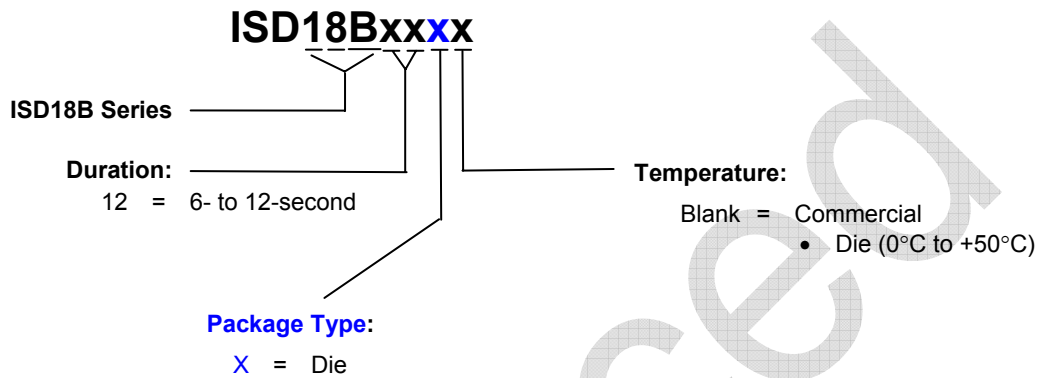 ISD18Bxxxx
ISD18B Series
Duration:
12 = 6- to 12-second
Temperature:
Blank = Commercial
• Die (0°C to +50°C)
Package Type:
X = Die